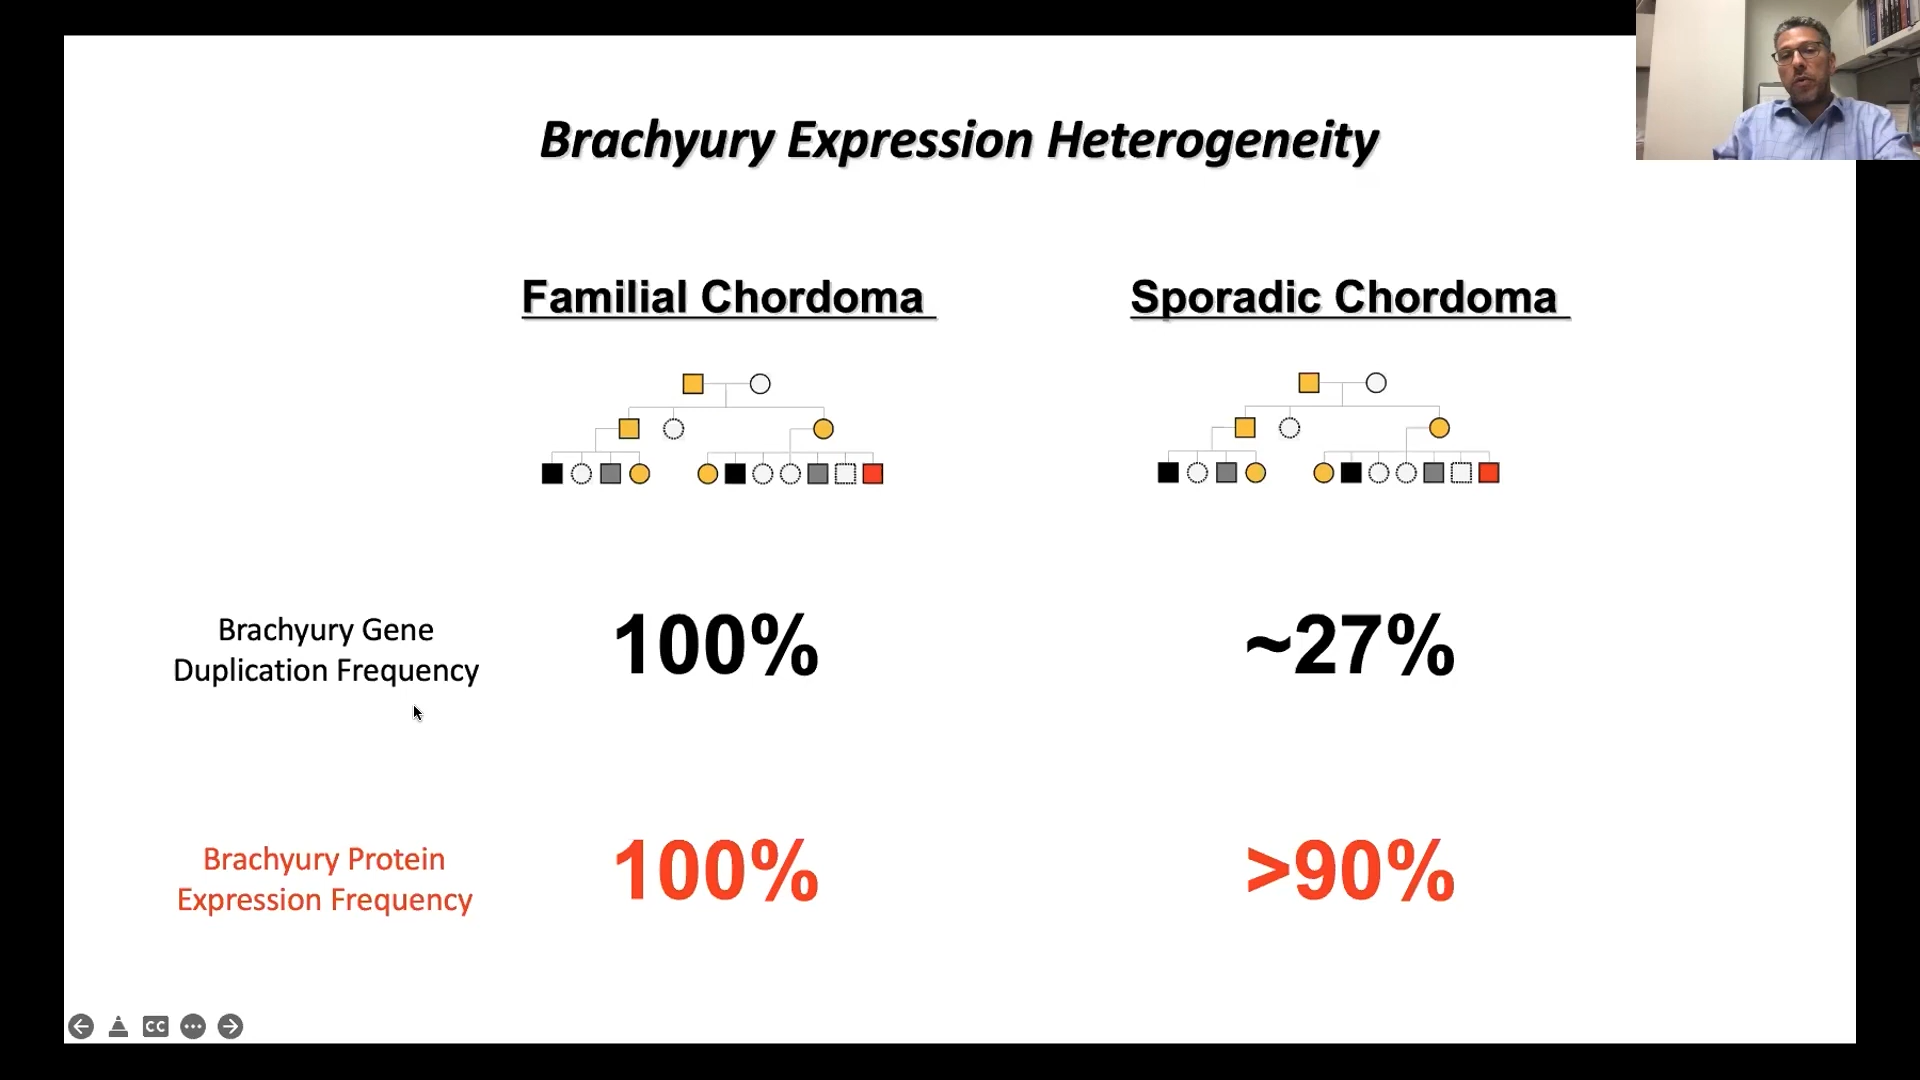 Brachyury Expression Heterogeneity
Familial Chordoma
Sporadic Chordoma
Brachyury Gene
Duplication Frequency
100%
~27%
Brachyury Protein
Expression Frequency
100%
>90%
CC